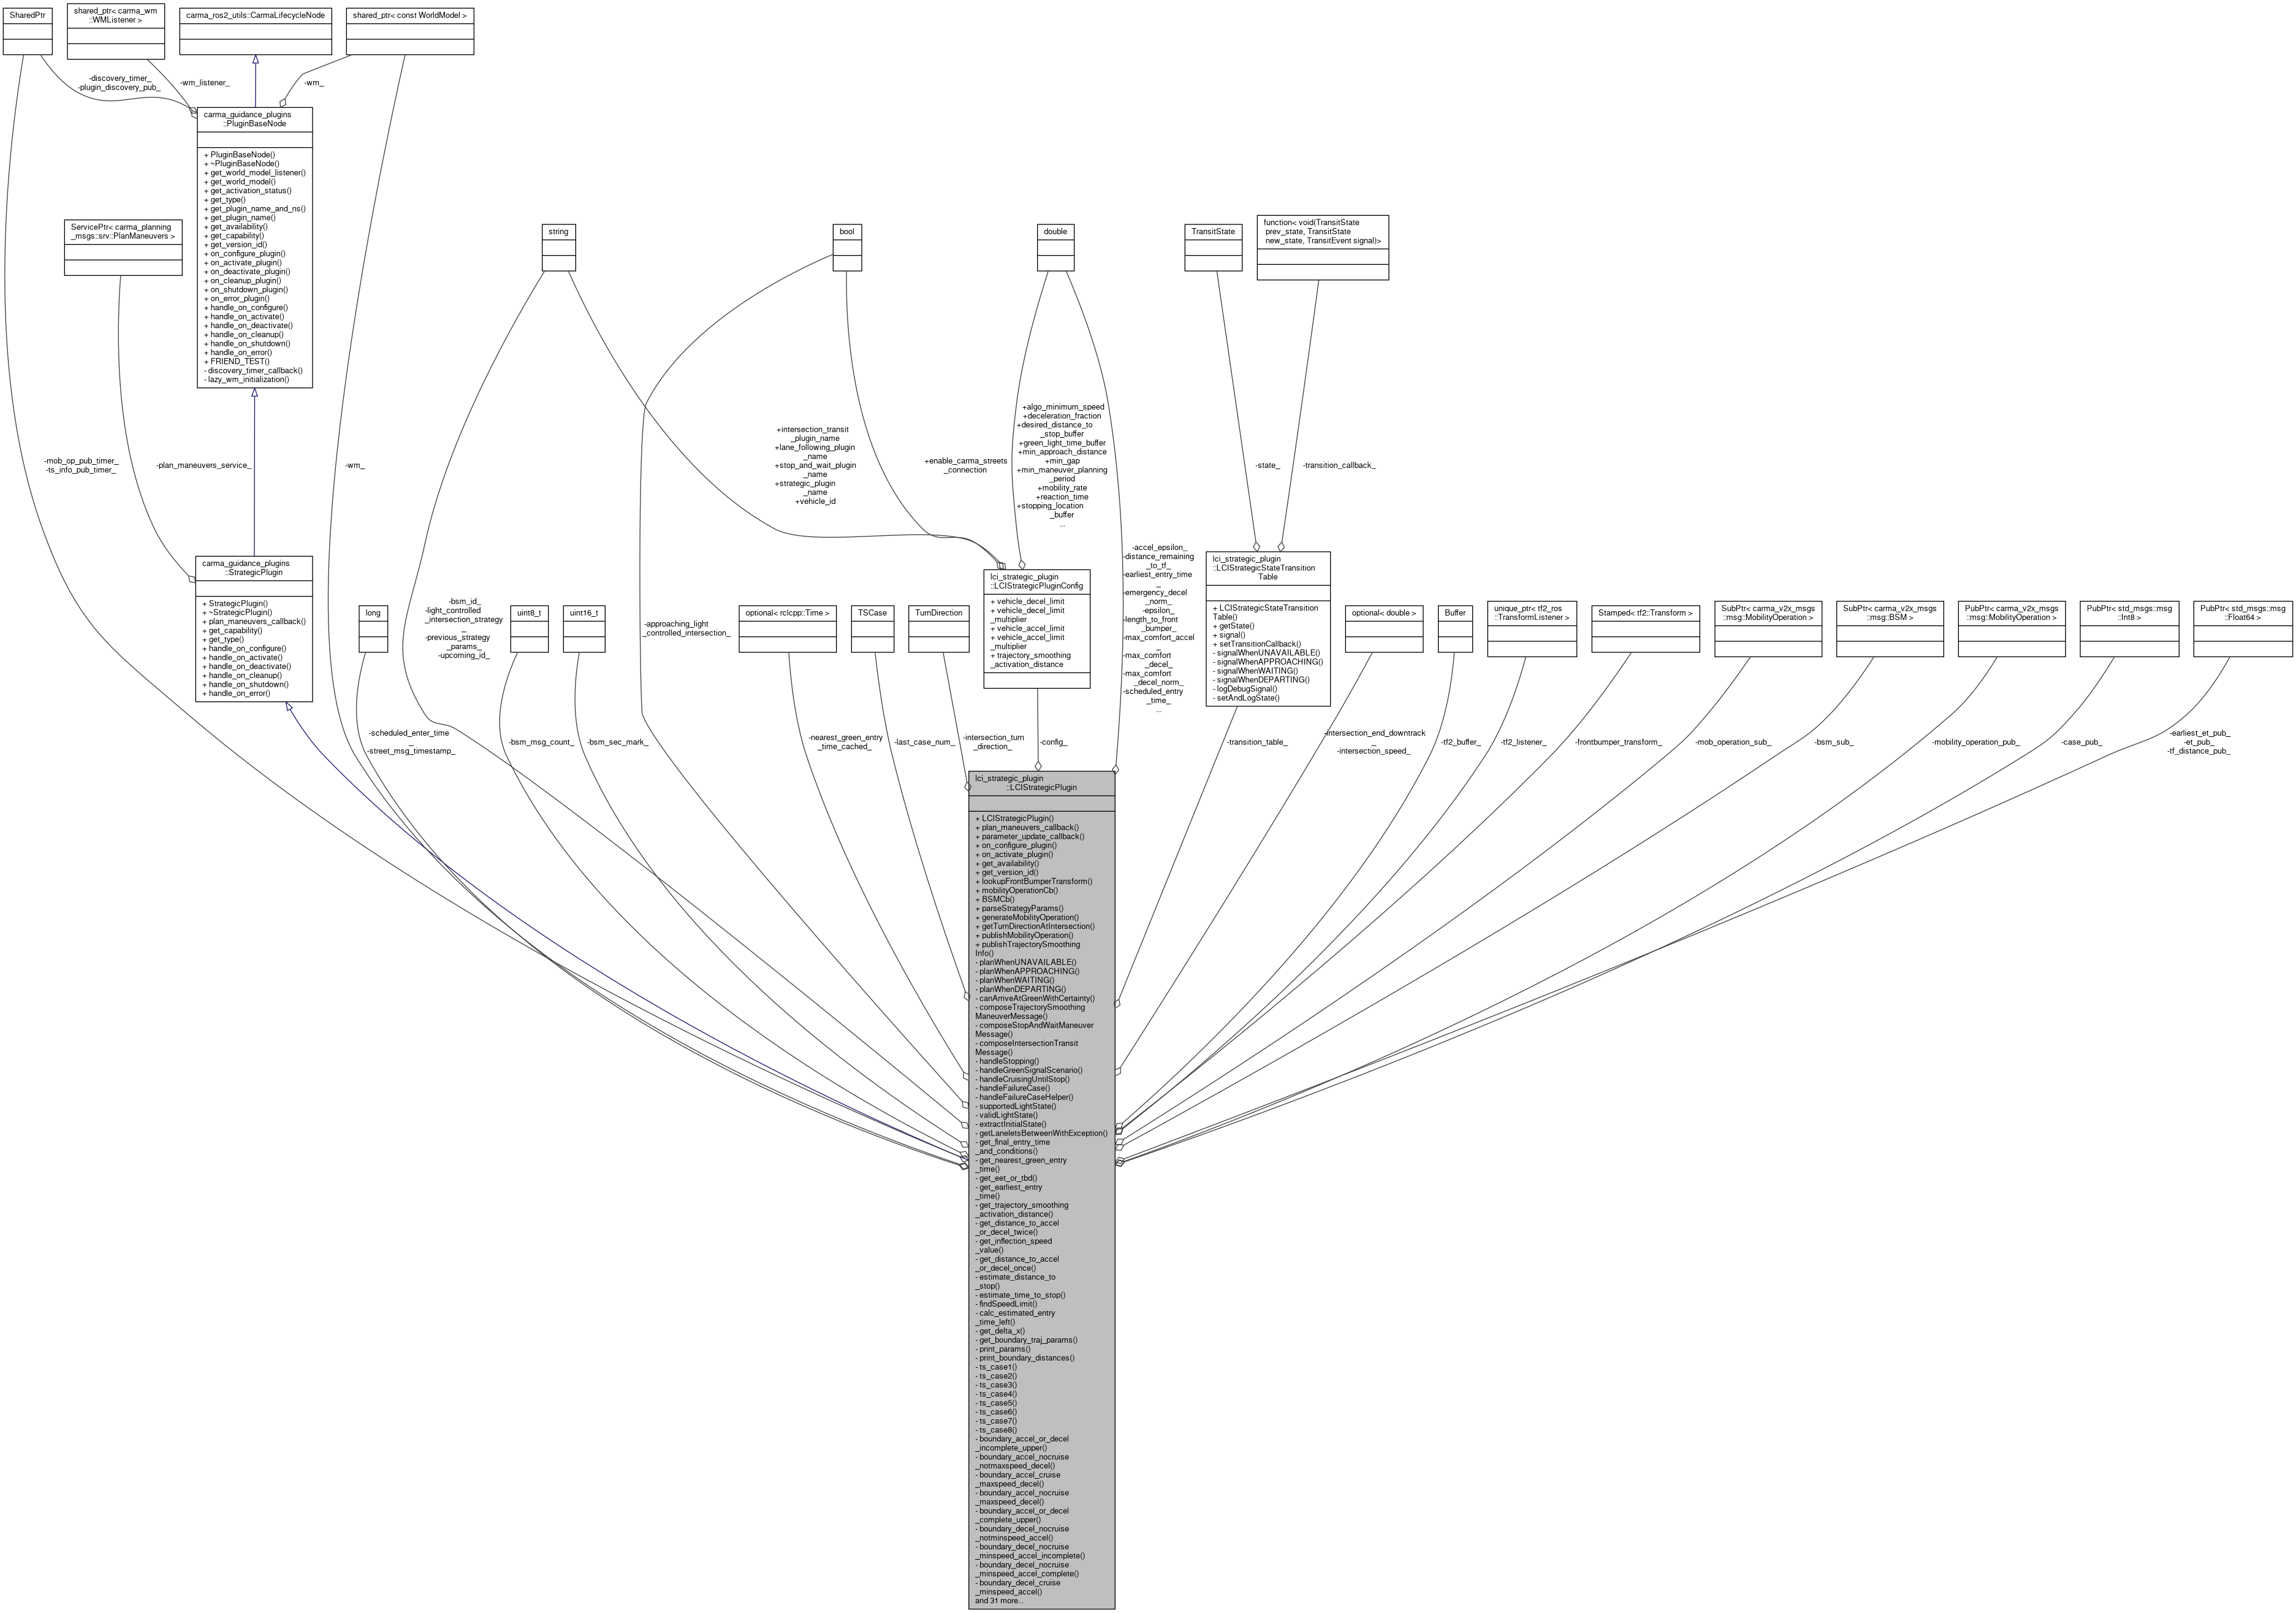 SharedPtr
shared_ptr< carma_wm
::WMListener >
carma_ros2_utils::CarmaLifecycleNode
shared_ptr< const WorldModel >
-discovery_timer_
-plugin_discovery_pub_
-wm_listener_
-wm_
carma_guidance_plugins
::PluginBaseNode
+ PluginBaseNode()
+ ~PluginBaseNode()
+ get_world_model_listener()
+ get_world_model()
+ get_activation_status()
+ get_type()
+ get_plugin_name_and_ns()
+ get_plugin_name()
+ get_availability()
+ get_capability()
+ get_version_id()
+ on_configure_plugin()
+ on_activate_plugin()
+ on_deactivate_plugin()
+ on_cleanup_plugin()
+ on_shutdown_plugin()
+ on_error_plugin()
+ handle_on_configure()
+ handle_on_activate()
+ handle_on_deactivate()
+ handle_on_cleanup()
+ handle_on_shutdown()
+ handle_on_error()
+ FRIEND_TEST()
- discovery_timer_callback()
- lazy_wm_initialization()
ServicePtr< carma_planning
_msgs::srv::PlanManeuvers >
string
bool
double
TransitState
function< void(TransitState
prev_state, TransitState
new_state, TransitEvent signal)>
-mob_op_pub_timer_
-ts_info_pub_timer_
-plan_maneuvers_service_
-wm_
+intersection_transit
_plugin_name
+lane_following_plugin
_name
+stop_and_wait_plugin
_name
+strategic_plugin
_name
+vehicle_id
+enable_carma_streets
_connection
+algo_minimum_speed
+deceleration_fraction
+desired_distance_to
_stop_buffer
+green_light_time_buffer
+min_approach_distance
+min_gap
+min_maneuver_planning
_period
+mobility_rate
+reaction_time
+stopping_location
_buffer
...
-state_
-transition_callback_
carma_guidance_plugins
::StrategicPlugin
+ StrategicPlugin()
+ ~StrategicPlugin()
+ plan_maneuvers_callback()
+ get_capability()
+ get_type()
+ handle_on_configure()
+ handle_on_activate()
+ handle_on_deactivate()
+ handle_on_cleanup()
+ handle_on_shutdown()
+ handle_on_error()
long
-bsm_id_
-light_controlled
_intersection_strategy
_
-previous_strategy
_params_
-upcoming_id_
uint8_t
uint16_t
-approaching_light
_controlled_intersection_
optional< rclcpp::Time >
TSCase
TurnDirection
lci_strategic_plugin
::LCIStrategicPluginConfig
+ vehicle_decel_limit
+ vehicle_decel_limit
_multiplier
+ vehicle_accel_limit
+ vehicle_accel_limit
_multiplier
+ trajectory_smoothing
_activation_distance
-accel_epsilon_
-distance_remaining
_to_tf_
-earliest_entry_time
_
-emergency_decel
_norm_
-epsilon_
-length_to_front
_bumper_
-max_comfort_accel
_
-max_comfort
_decel_
-max_comfort
_decel_norm_
-scheduled_entry
_time_
...
lci_strategic_plugin
::LCIStrategicStateTransition
Table
+ LCIStrategicStateTransition
Table()
+ getState()
+ signal()
+ setTransitionCallback()
- signalWhenUNAVAILABLE()
- signalWhenAPPROACHING()
- signalWhenWAITING()
- signalWhenDEPARTING()
- logDebugSignal()
- setAndLogState()
optional< double >
Buffer
unique_ptr< tf2_ros
::TransformListener >
Stamped< tf2::Transform >
SubPtr< carma_v2x_msgs
::msg::MobilityOperation >
SubPtr< carma_v2x_msgs
::msg::BSM >
PubPtr< carma_v2x_msgs
::msg::MobilityOperation >
PubPtr< std_msgs::msg
::Int8 >
PubPtr< std_msgs::msg
::Float64 >
-scheduled_enter_time
_
-street_msg_timestamp_
-bsm_msg_count_
-bsm_sec_mark_
-nearest_green_entry
_time_cached_
-last_case_num_
-intersection_turn
_direction_
-config_
-transition_table_
-intersection_end_downtrack
_
-intersection_speed_
-tf2_buffer_
-tf2_listener_
-frontbumper_transform_
-mob_operation_sub_
-bsm_sub_
-mobility_operation_pub_
-case_pub_
-earliest_et_pub_
-et_pub_
-tf_distance_pub_
lci_strategic_plugin
::LCIStrategicPlugin
+ LCIStrategicPlugin()
+ plan_maneuvers_callback()
+ parameter_update_callback()
+ on_configure_plugin()
+ on_activate_plugin()
+ get_availability()
+ get_version_id()
+ lookupFrontBumperTransform()
+ mobilityOperationCb()
+ BSMCb()
+ parseStrategyParams()
+ generateMobilityOperation()
+ getTurnDirectionAtIntersection()
+ publishMobilityOperation()
+ publishTrajectorySmoothing
Info()
- planWhenUNAVAILABLE()
- planWhenAPPROACHING()
- planWhenWAITING()
- planWhenDEPARTING()
- canArriveAtGreenWithCertainty()
- composeTrajectorySmoothing
ManeuverMessage()
- composeStopAndWaitManeuver
Message()
- composeIntersectionTransit
Message()
- handleStopping()
- handleGreenSignalScenario()
- handleCruisingUntilStop()
- handleFailureCase()
- handleFailureCaseHelper()
- supportedLightState()
- validLightState()
- extractInitialState()
- getLaneletsBetweenWithException()
- get_final_entry_time
_and_conditions()
- get_nearest_green_entry
_time()
- get_eet_or_tbd()
- get_earliest_entry
_time()
- get_trajectory_smoothing
_activation_distance()
- get_distance_to_accel
_or_decel_twice()
- get_inflection_speed
_value()
- get_distance_to_accel
_or_decel_once()
- estimate_distance_to
_stop()
- estimate_time_to_stop()
- findSpeedLimit()
- calc_estimated_entry
_time_left()
- get_delta_x()
- get_boundary_traj_params()
- print_params()
- print_boundary_distances()
- ts_case1()
- ts_case2()
- ts_case3()
- ts_case4()
- ts_case5()
- ts_case6()
- ts_case7()
- ts_case8()
- boundary_accel_or_decel
_incomplete_upper()
- boundary_accel_nocruise
_notmaxspeed_decel()
- boundary_accel_cruise
_maxspeed_decel()
- boundary_accel_nocruise
_maxspeed_decel()
- boundary_accel_or_decel
_complete_upper()
- boundary_decel_nocruise
_notminspeed_accel()
- boundary_decel_nocruise
_minspeed_accel_incomplete()
- boundary_decel_nocruise
_minspeed_accel_complete()
- boundary_decel_cruise
_minspeed_accel()
and 31 more...